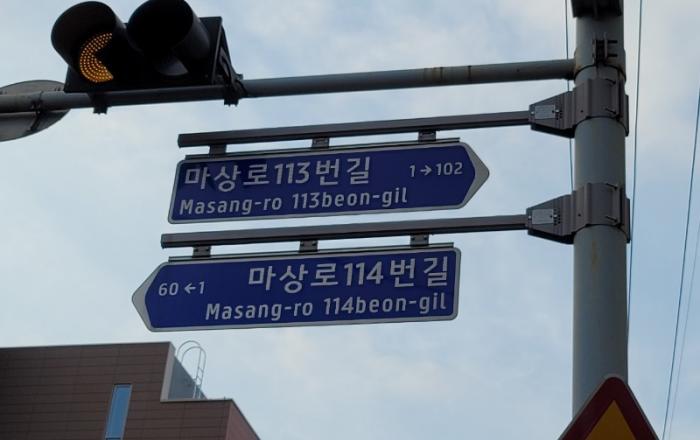 마상로113번길 1→102
Masang-ro 113beon-gil
60 ←1 마상로114번길
Masang-ro 114beon-gil